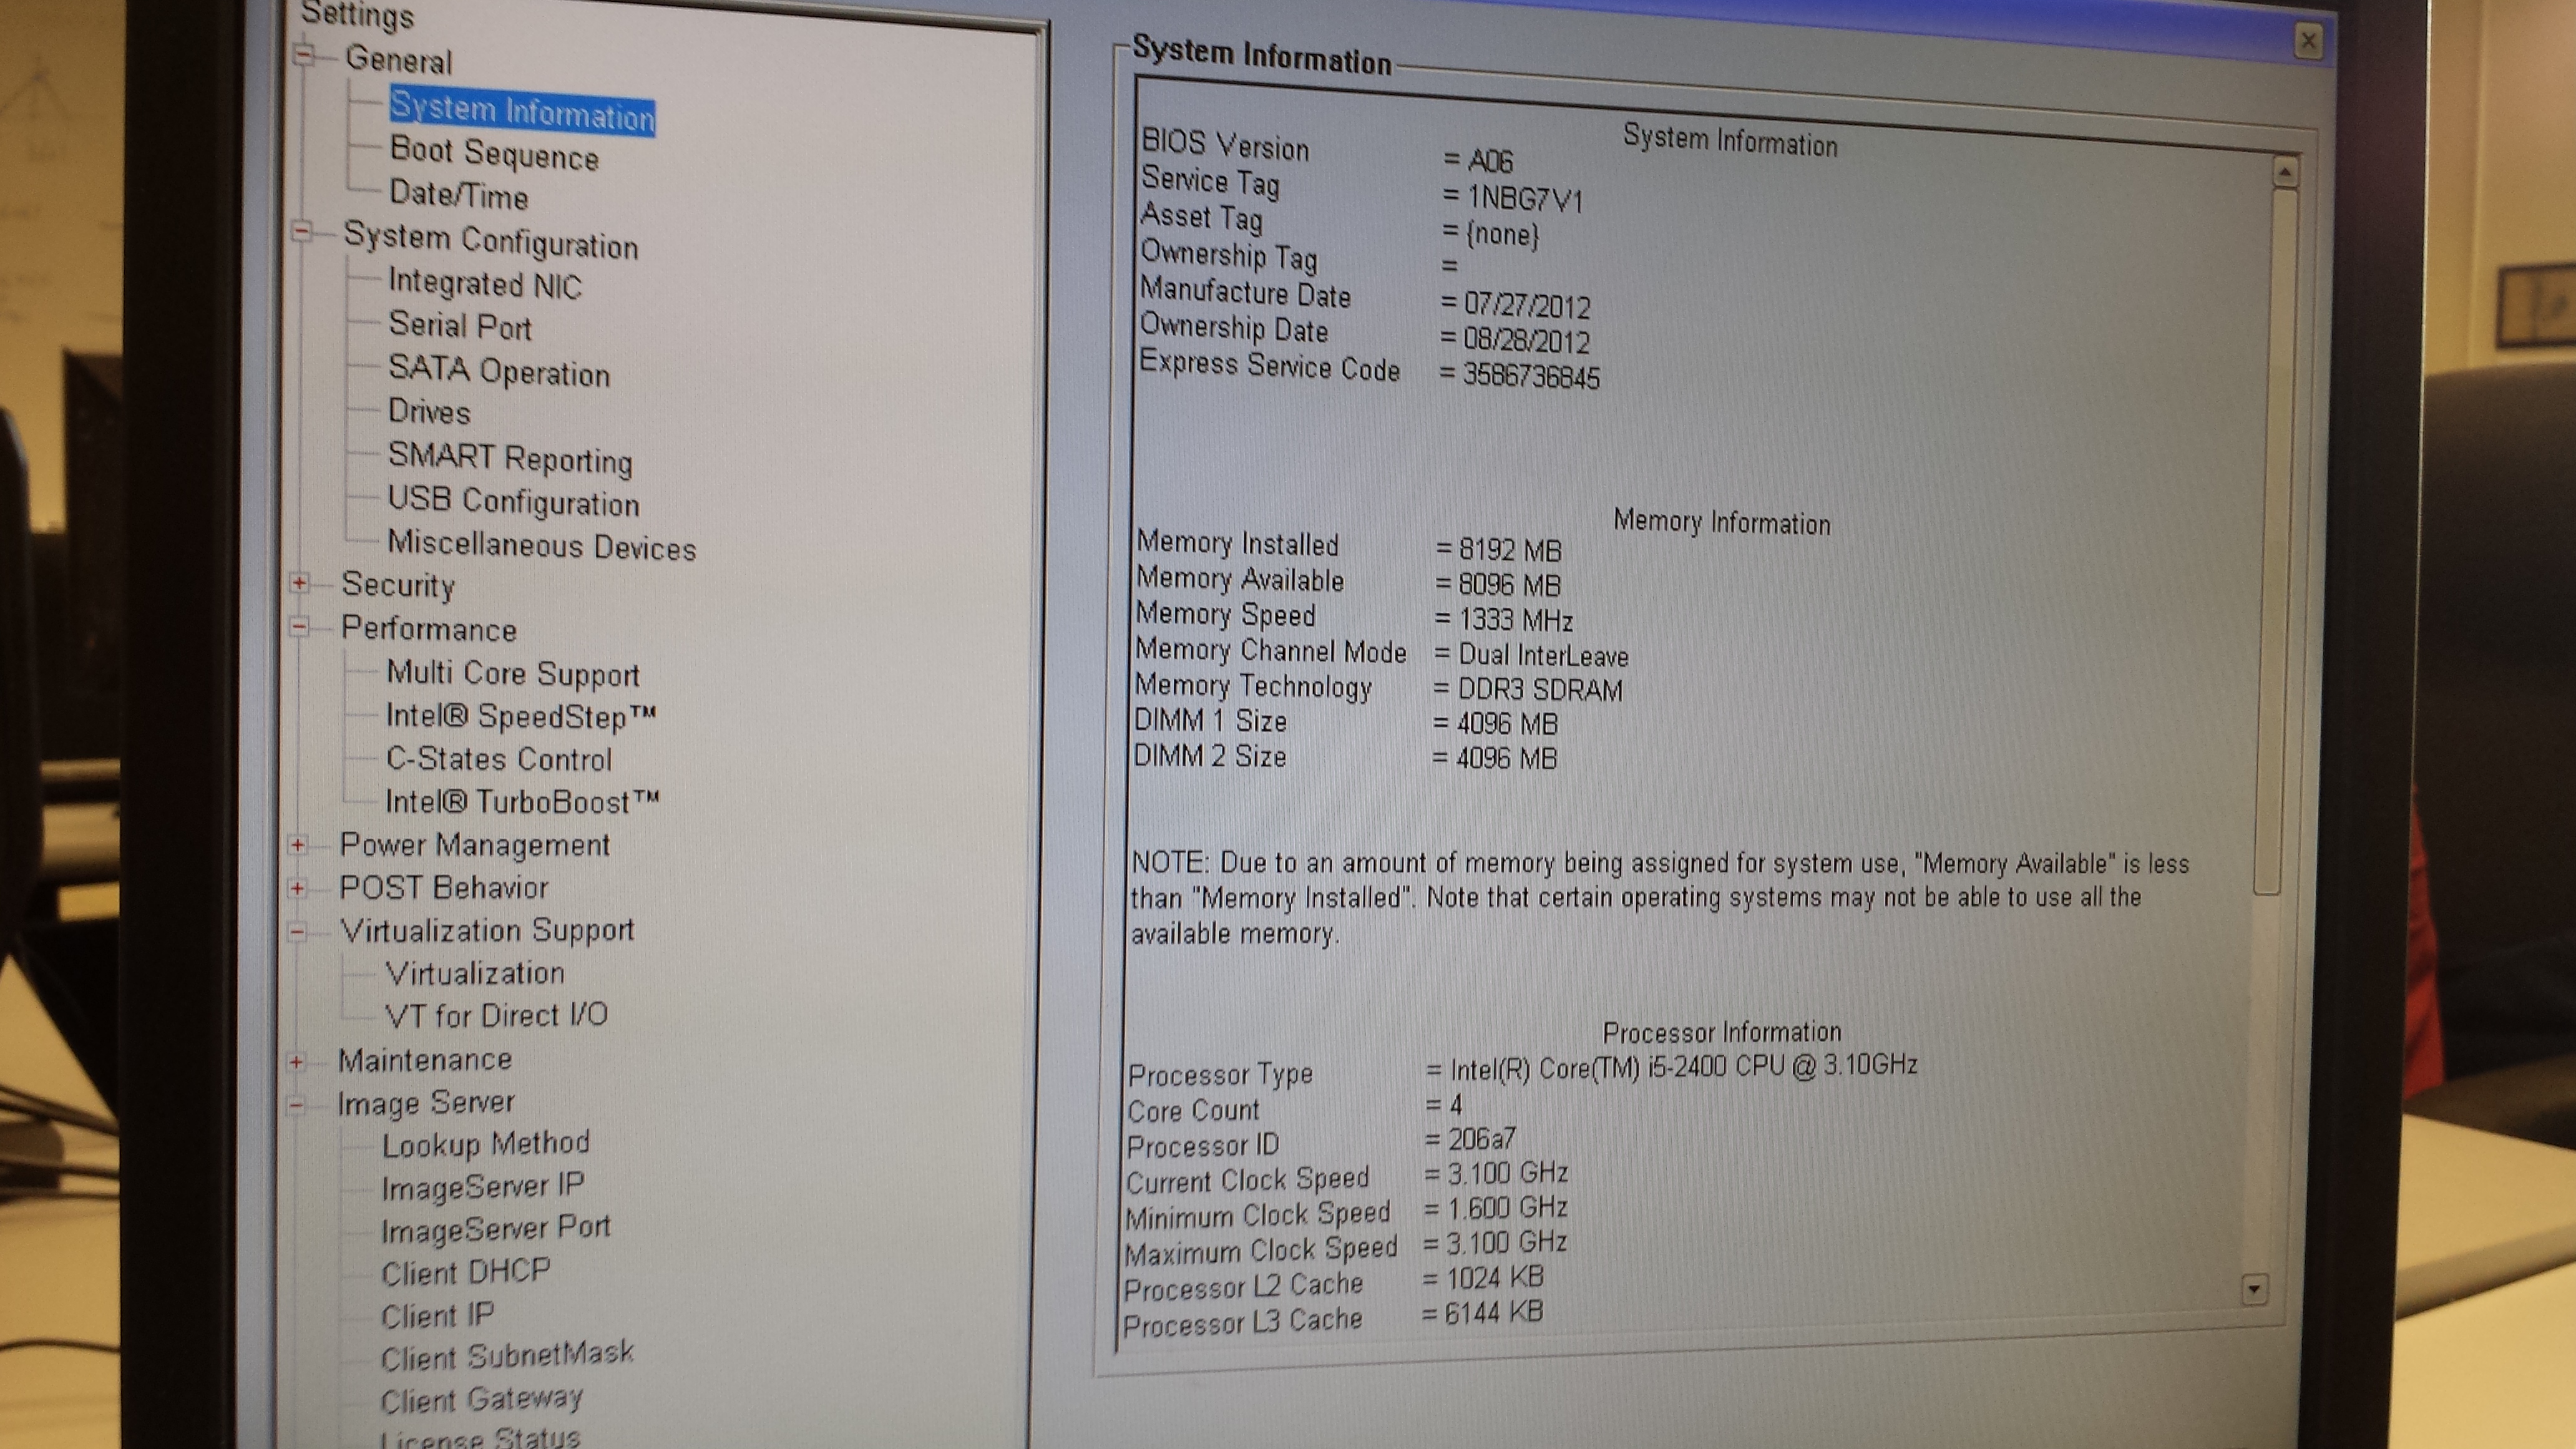 Settings
General
System Information
Boot Sequence
Date/Time
System Configuration
Integrated NIC
Serial Port
SATA Operation
Drives
SMART Reporting
USB Configuration
Miscellaneous Devices
Security
Performance
Multi Core Support
Intel® SpeedStep™
C-States Control
Intel® TurboBoost™
Power Management
POST Behavior
Virtualization Support
Virtualization
VT for Direct I/O
Maintenance
Image Server
Lookup Method
ImageServer IP
ImageServer Port
Client DHCP
Client IP
Client SubnetMask
Client Gateway
License Status
System Information
System Information
BIOS Version = A06
Service Tag = 1NBG7V1
Asset Tag = {none}
Ownership Tag =
Manufacture Date = 07/27/2012
Ownership Date = 08/28/2012
Express Service Code = 3586736845
Memory Information
Memory Installed = 8192 MB
Memory Available = 8096 MB
Memory Speed = 1333 MHz
Memory Channel Mode = Dual InterLeave
Memory Technology = DDR3 SDRAM
DIMM 1 Size = 4096 MB
DIMM 2 Size = 4096 MB
NOTE: Due to an amount of memory being assigned for system use, "Memory Available" is less
than "Memory Installed". Note that certain operating systems may not be able to use all the
available memory.
Processor Information
Processor Type = Intel(R) Core(TM) i5-2400 CPU @ 3.10GHz
Core Count = 4
Processor ID = 206a7
Current Clock Speed = 3.100 GHz
Minimum Clock Speed = 1.600 GHz
Maximum Clock Speed = 3.100 GHz
Processor L2 Cache = 1024 KB
Processor L3 Cache = 6144 KB